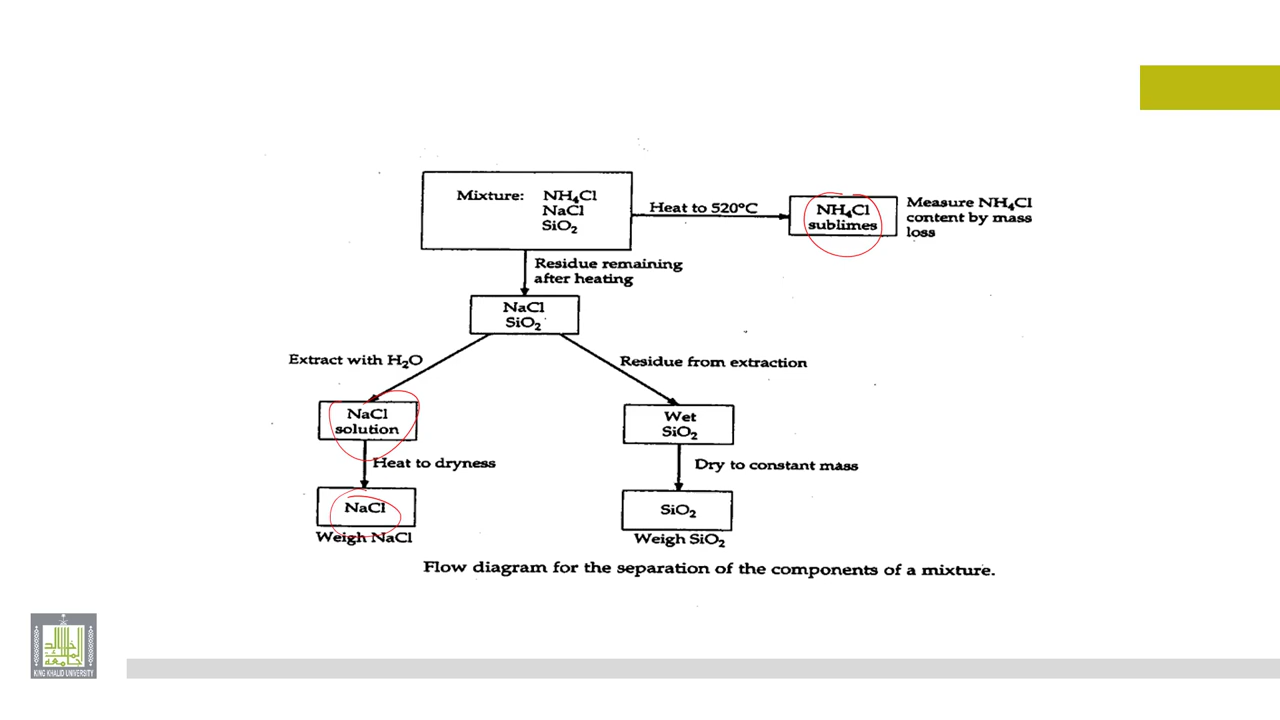 Mixture: NH₄Cl
NaCl
SiO₂
Heat to 520°C
NH₄Cl
sublimes
Measure NH₄Cl
content by mass
loss
Residue remaining
after heating
NaCl
SiO₂
Extract with H₂O
Residue from extraction
NaCl
solution
Wet
SiO₂
Heat to dryness
Dry to constant mass
NaCl
SiO₂
Weigh NaCl
Weigh SiO₂
Flow diagram for the separation of the components of a mixture.
جامعة الملك خالد
KING KHALID UNIVERSITY